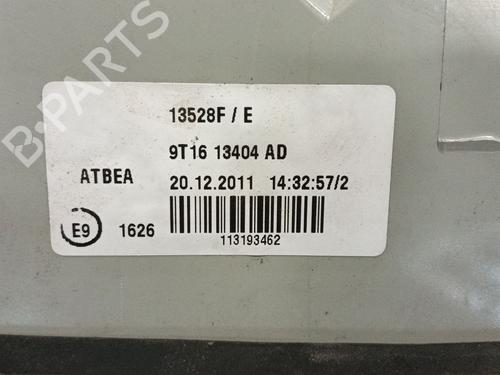 B-PARTS
13528F / E
9T16 13404 AD
ATBEA 20.12.2011 14:32:57/2
E9 1626
113193462